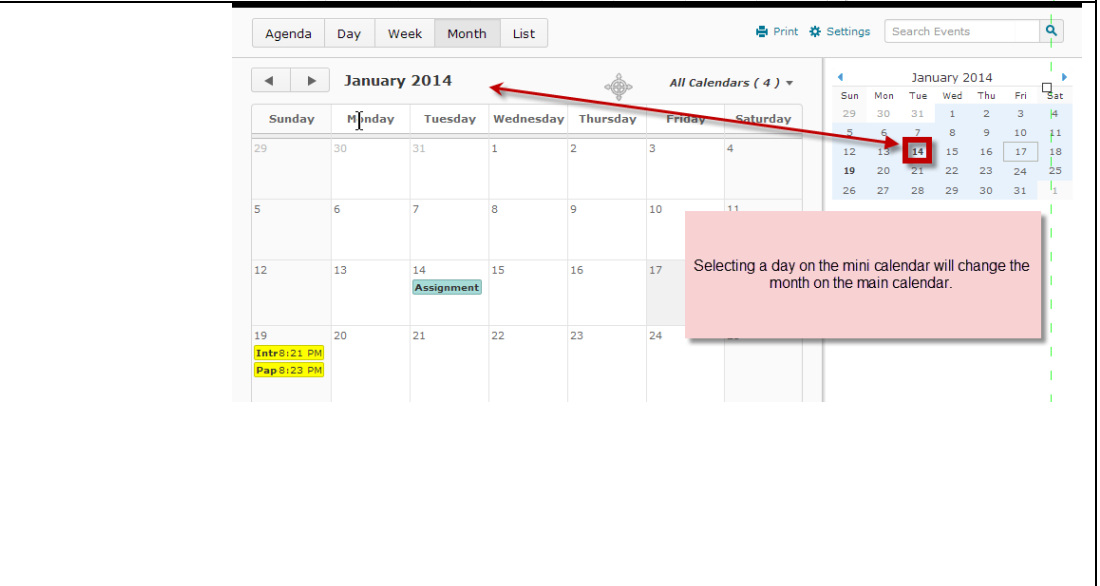 Agenda Day Week Month List Print Settings Search Events
January 2014 All Calendars ( 4 )
Sunday Monday Tuesday Wednesday Thursday Friday Saturday
29 30 31 1 2 3 4
5 6 7 8 9 10 11
12 13 14 15 16 17
Assignment
19 20 21 22 23 24
Intr 8:21 PM
Pap 8:23 PM
January 2014
Sun Mon Tue Wed Thu Fri Sat
29 30 31 1 2 3 4
5 6 7 8 9 10 11
12 13 14 15 16 17 18
19 20 21 22 23 24 25
26 27 28 29 30 31 1
Selecting a day on the mini calendar will change the
month on the main calendar.